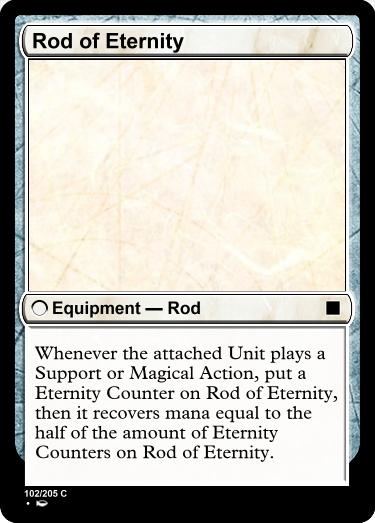 Rod of Eternity
Equipment — Rod
Whenever the attached Unit plays a
Support or Magical Action, put a
Eternity Counter on Rod of Eternity,
then it recovers mana equal to the
half of the amount of Eternity
Counters on Rod of Eternity.
102/205 C